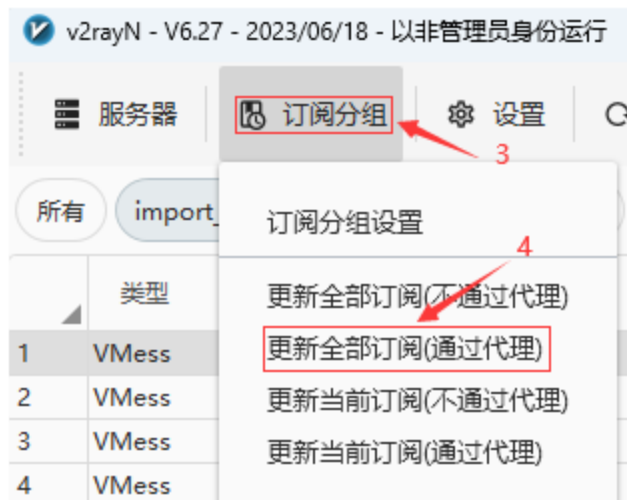 v2rayN - V6.27 - 2023/06/18 - 以非管理员身份运行
服务器 订阅分组 设置
3
所有 import_
订阅分组设置
4
类型
更新全部订阅(不通过代理)
1 VMess 更新全部订阅(通过代理)
2 VMess 更新当前订阅(不通过代理)
3 VMess 更新当前订阅(通过代理)
4 VMess